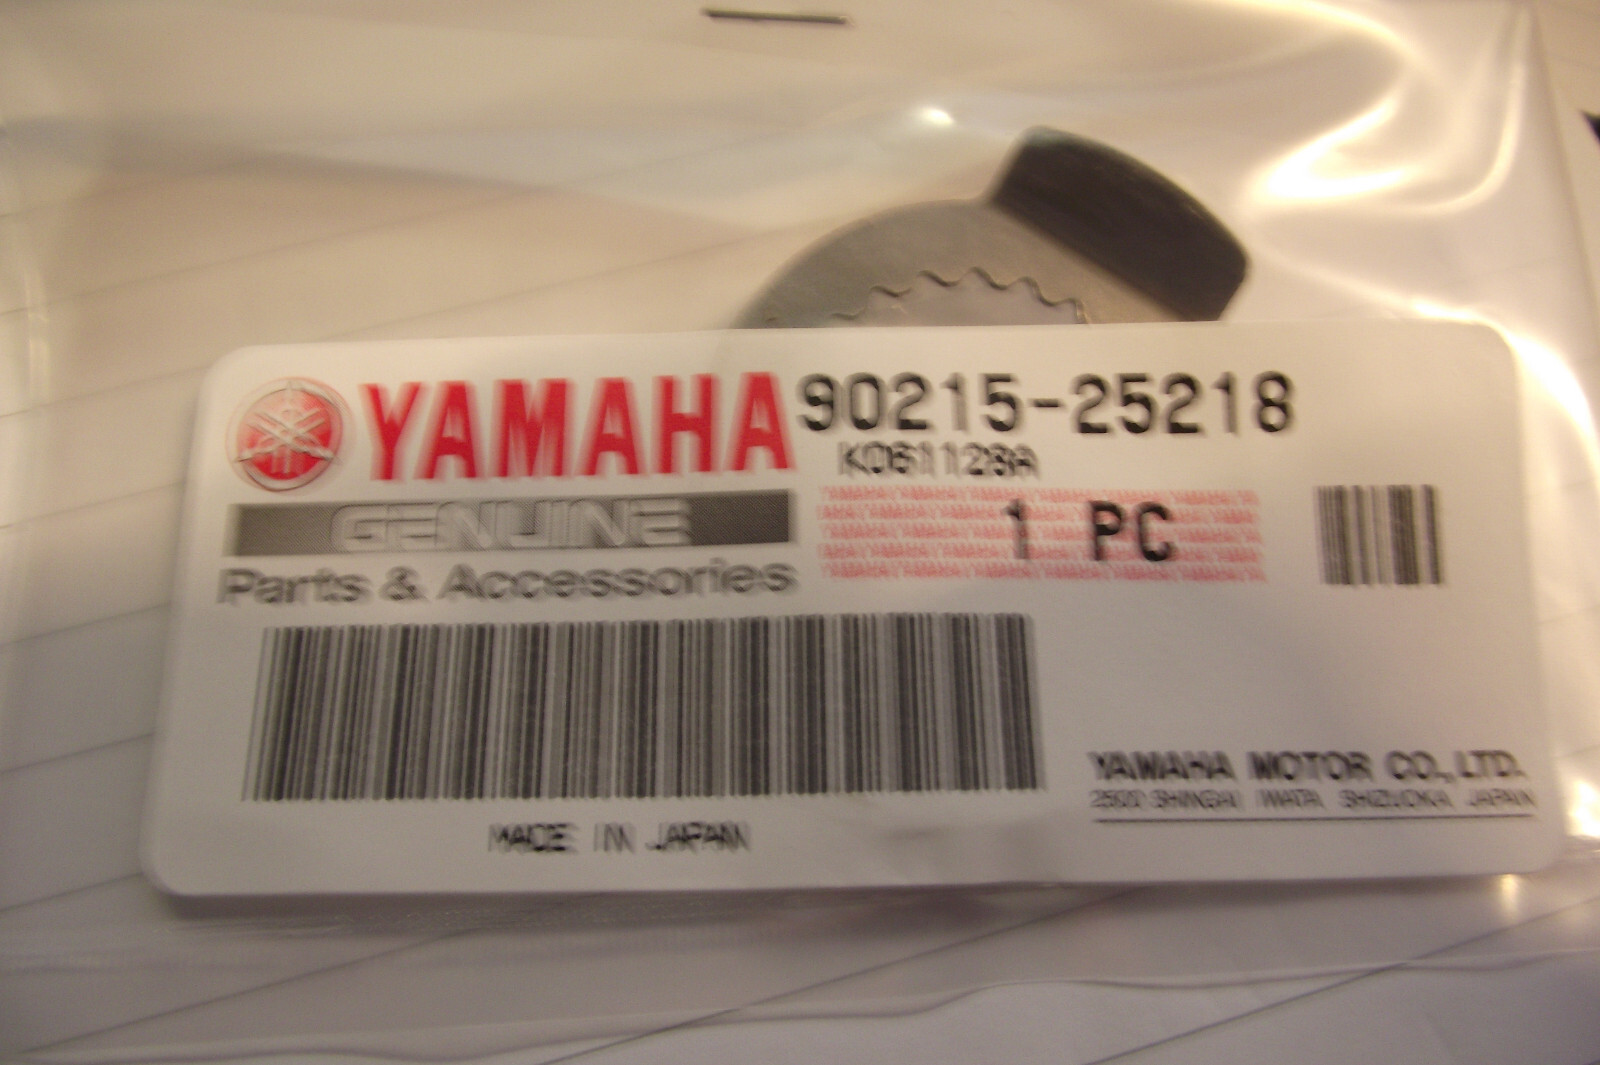 YAMAHA 90215-25218
K061128A
GENUINE
1 PC
Parts & Accessories
YAMAHA MOTOR CO., LTD.
2500 SHINGAI IWATA SHIZUOKA JAPAN
MADE IN JAPAN